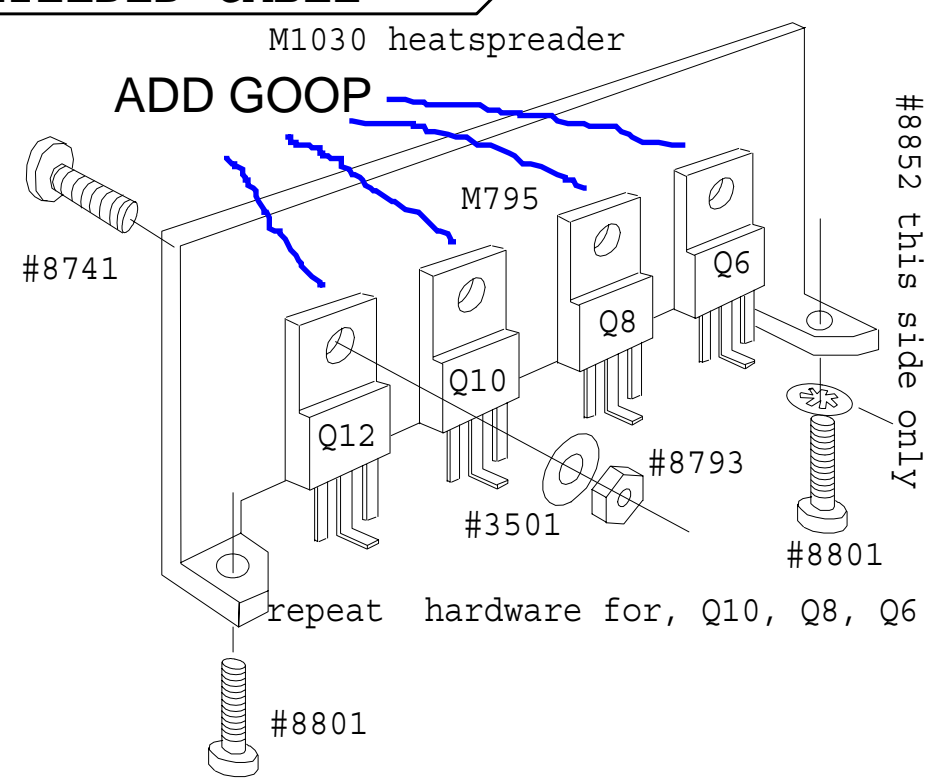 M1030 heatspreader
ADD GOOP
#8852 this side only
M795
#8741
Q6
Q8
Q10
Q12
#8793
#3501
#8801
repeat hardware for, Q10, Q8, Q6
#8801